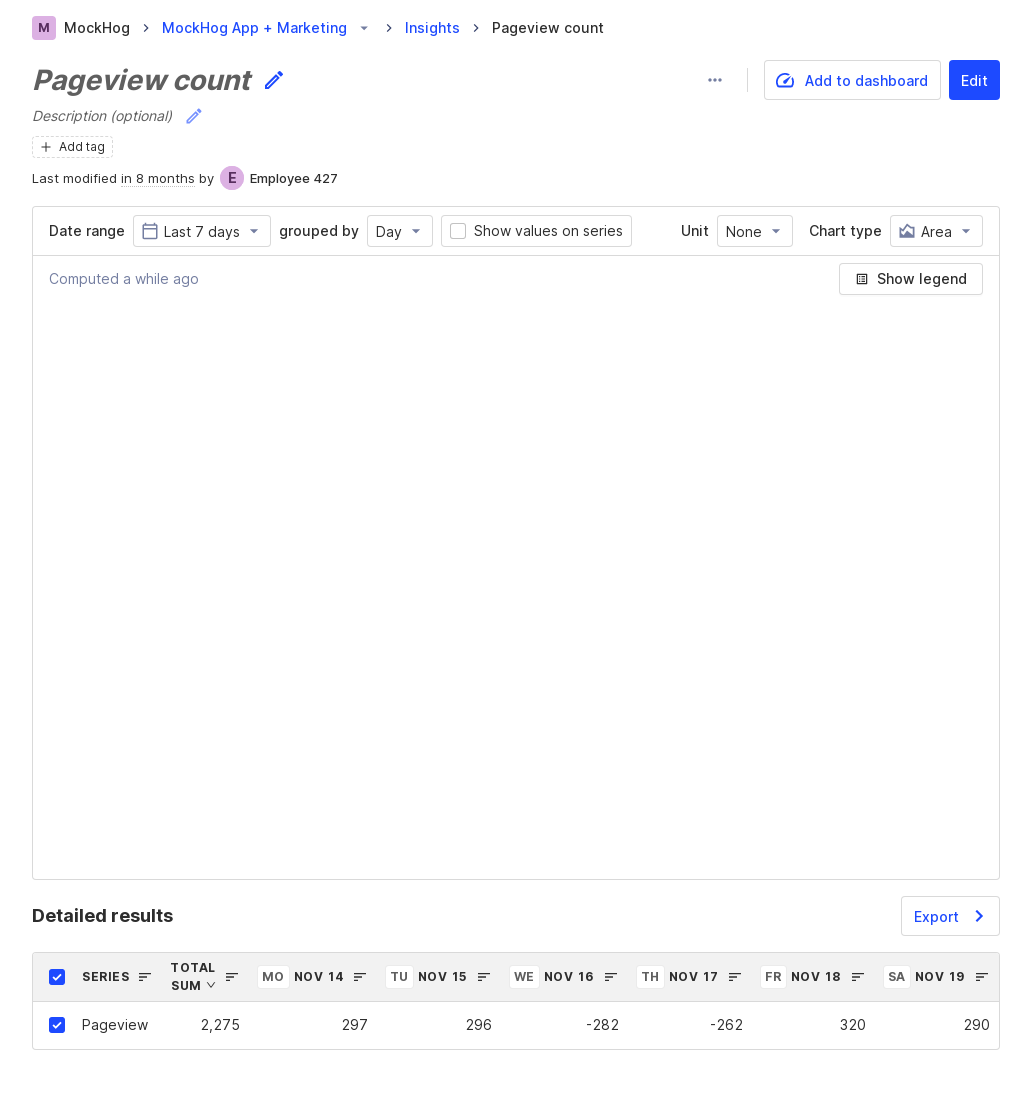 M MockHog > MockHog App + Marketing > Insights > Pageview count
Pageview count
Add to dashboard
Edit
Description (optional)
+ Add tag
Last modified in 8 months by E Employee 427
Date range Last 7 days grouped by Day Show values on series Unit None Chart type Area
Computed a while ago
Show legend
Detailed results
Export
SERIES TOTAL SUM MO NOV 14 TU NOV 15 WE NOV 16 TH NOV 17 FR NOV 18 SA NOV 19
Pageview 2,275 297 296 -282 -262 320 290